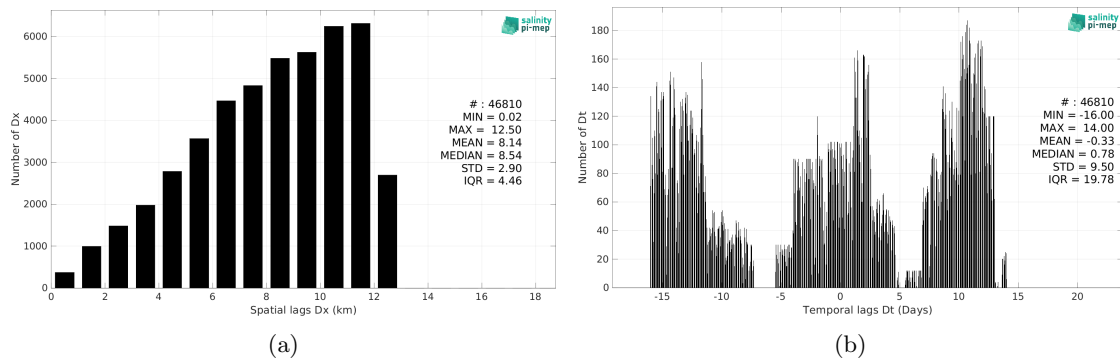 6000
5000
4000
3000
2000
1000
0
Number of Dx
0 2 4 6 8 10 12 14 16 18
Spatial lags Dx (km)
salinity
pi-mep
# : 46810
MIN = 0.02
MAX = 12.50
MEAN = 8.14
MEDIAN = 8.54
STD = 2.90
IQR = 4.46
(a)
180
160
140
120
100
80
60
40
20
0
Number of Dt
-15 -10 -5 0 5 10 15 20
Temporal lags Dt (Days)
salinity
pi-mep
# : 46810
MIN = -16.00
MAX = 14.00
MEAN = -0.33
MEDIAN = 0.78
STD = 9.50
IQR = 19.78
(b)